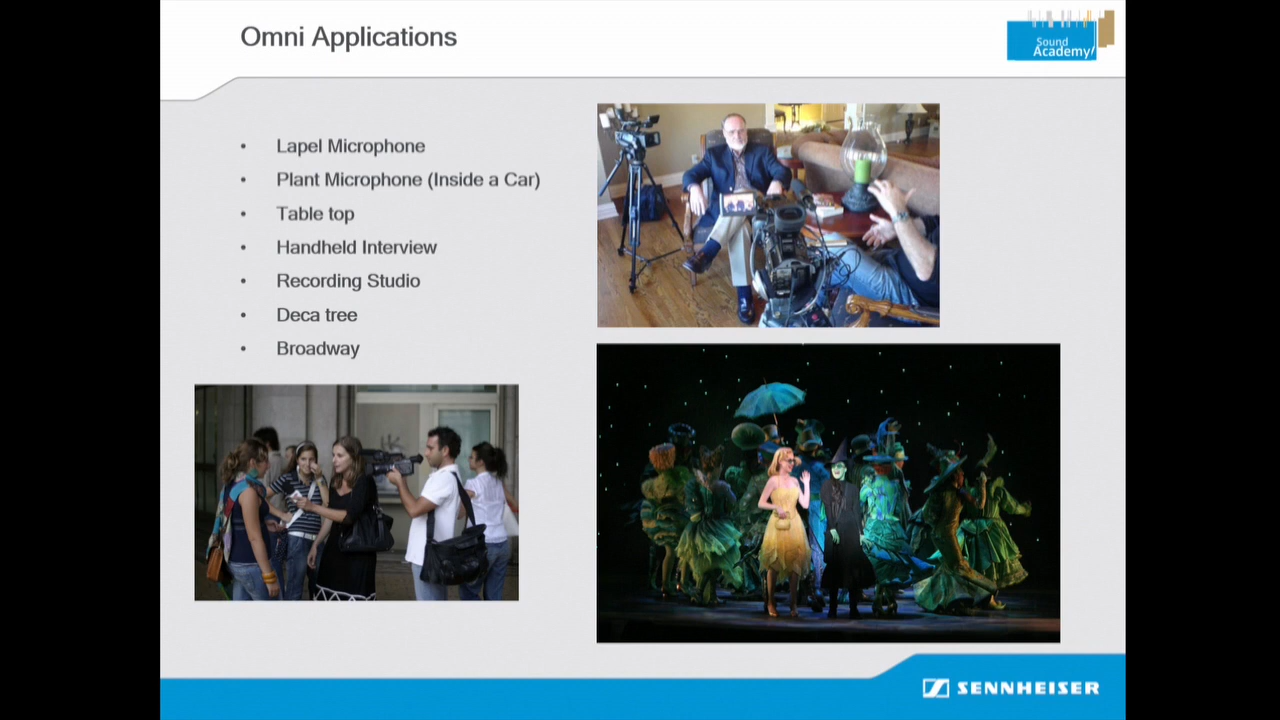 Omni Applications
Sound
Academy/
• Lapel Microphone
• Plant Microphone (Inside a Car)
• Table top
• Handheld Interview
• Recording Studio
• Deca tree
• Broadway
SENNHEISER